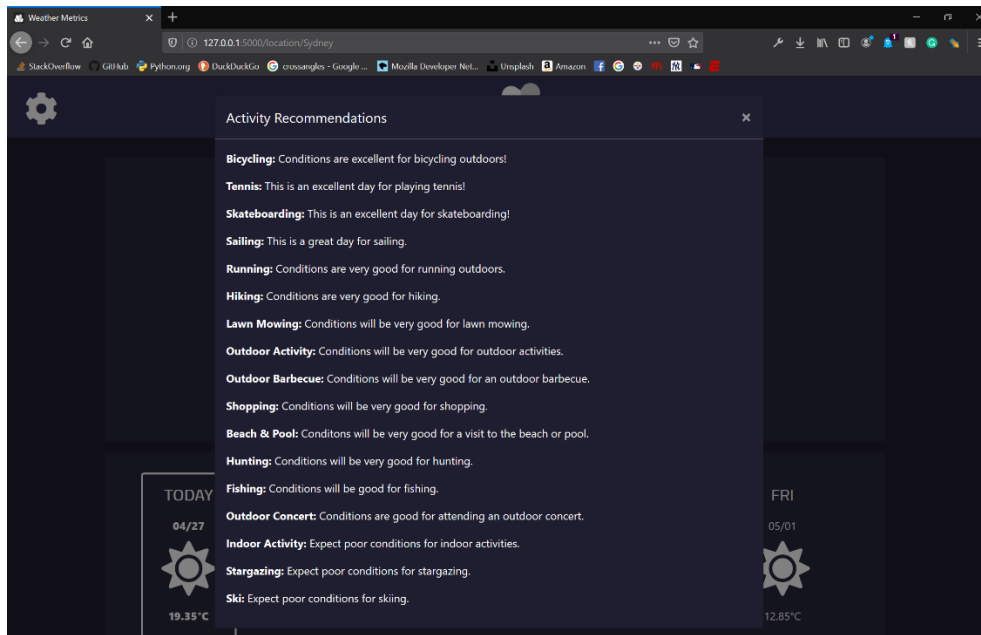 Weather Metrics
127.0.0.1:5000/location/Sydney
StackOverflow GitHub Python.org DuckDuckGo crossangles - Google ... Mozilla Developer Net... Unsplash Amazon
Activity Recommendations
Bicycling: Conditions are excellent for bicycling outdoors!
Tennis: This is an excellent day for playing tennis!
Skateboarding: This is an excellent day for skateboarding!
Sailing: This is a great day for sailing.
Running: Conditions are very good for running outdoors.
Hiking: Conditions are very good for hiking.
Lawn Mowing: Conditions will be very good for lawn mowing.
Outdoor Activity: Conditions will be very good for outdoor activities.
Outdoor Barbecue: Conditions will be very good for an outdoor barbecue.
Shopping: Conditions will be very good for shopping.
Beach & Pool: Conditons will be very good for a visit to the beach or pool.
Hunting: Conditions will be very good for hunting.
Fishing: Conditions will be good for fishing.
Outdoor Concert: Conditions are good for attending an outdoor concert.
Indoor Activity: Expect poor conditions for indoor activities.
Stargazing: Expect poor conditions for stargazing.
Ski: Expect poor conditions for skiing.
TODAY
04/27
19.35°C
FRI
05/01
12.85°C